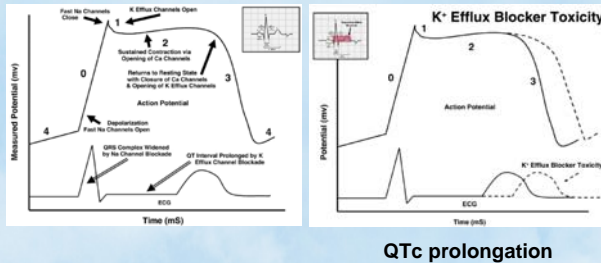 Fast Na Channels
Close
1
K Efflux Channels Open
2
Sustained Contraction via
Opening of Ca Channels
0
3
Returns to Resting State
with Closure of Ca Channels
& Opening of K Efflux Channels
Action Potential
4
4
Depolarization
Fast Na Channels Open
Measured Potential (mv)
QRS Complex Widened
by Na Channel Blockade
QT Interval Prolonged by K
Efflux Channel Blockade
ECG
Time (mS)
K+ Efflux Blocker Toxicity
1
2
0
3
Action Potential
4
Potential (mv)
K+ Efflux Blocker Toxicity
ECG
Time (mS)
QTc prolongation